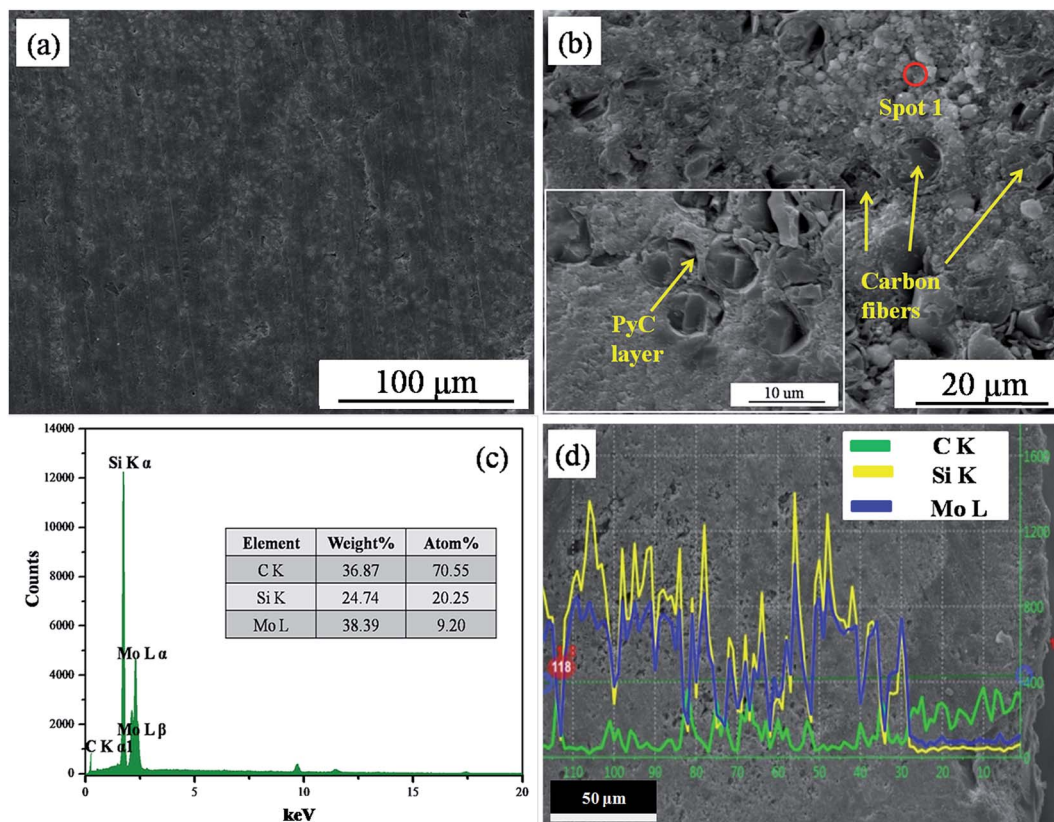 (a)
100 μm
(b)
Spot 1
Carbon
fibers
PyC
layer
10 um
20 μm
(c)
14000
12000
10000
8000
6000
4000
2000
0
Counts
Si K α
Mo L α
Mo L β
C K α1
Element Weight% Atom%
C K 36.87 70.55
Si K 24.74 20.25
Mo L 38.39 9.20
0 5 10 15 20
keV
(d)
C K
Si K
Mo L
1600
1200
800
400
118
110 100 90 80 70 60 50 40 30 20 10
50 μm